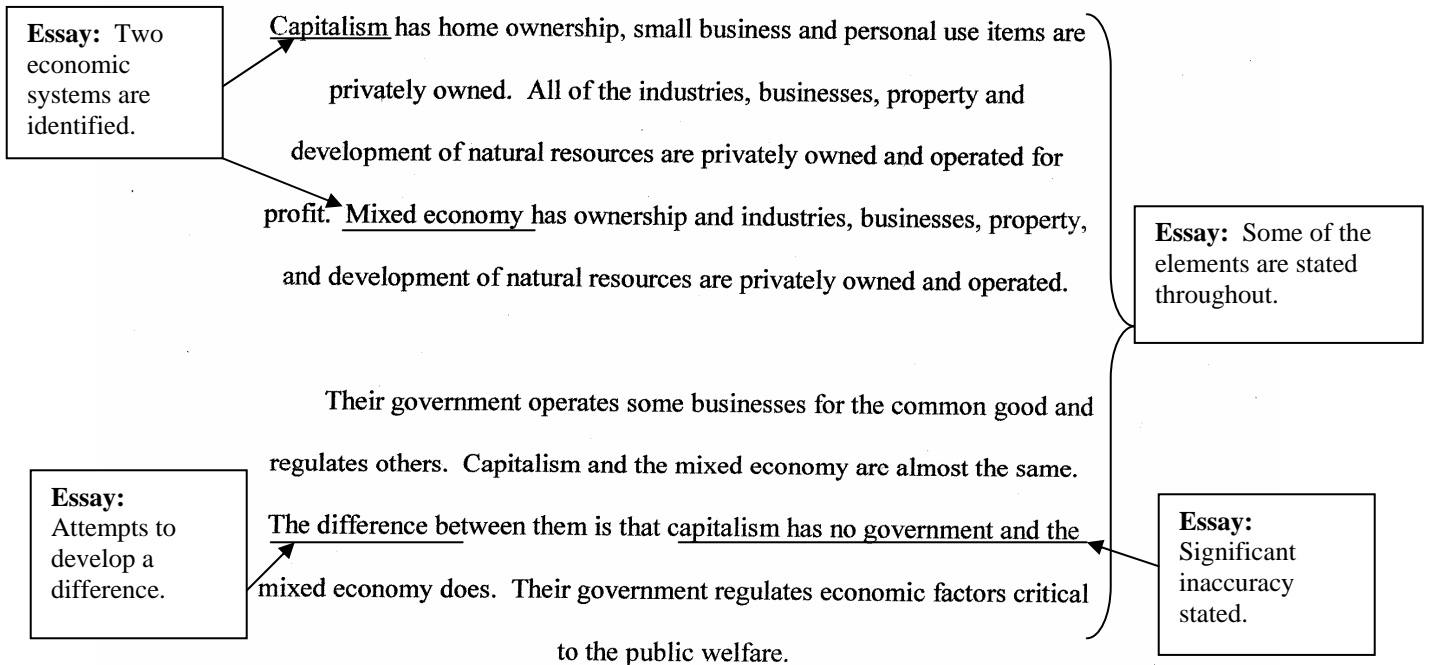 Essay: Two
economic
systems are
identified.
Capitalism has home ownership, small business and personal use items are
privately owned. All of the industries, businesses, property and
development of natural resources are privately owned and operated for
profit. Mixed economy has ownership and industries, businesses, property,
and development of natural resources are privately owned and operated.
Essay: Some of the
elements are stated
throughout.
Their government operates some businesses for the common good and
regulates others. Capitalism and the mixed economy are almost the same.
The difference between them is that capitalism has no government and the
mixed economy does. Their government regulates economic factors critical
to the public welfare.
Essay:
Attempts to
develop a
difference.
Essay:
Significant
inaccuracy
stated.